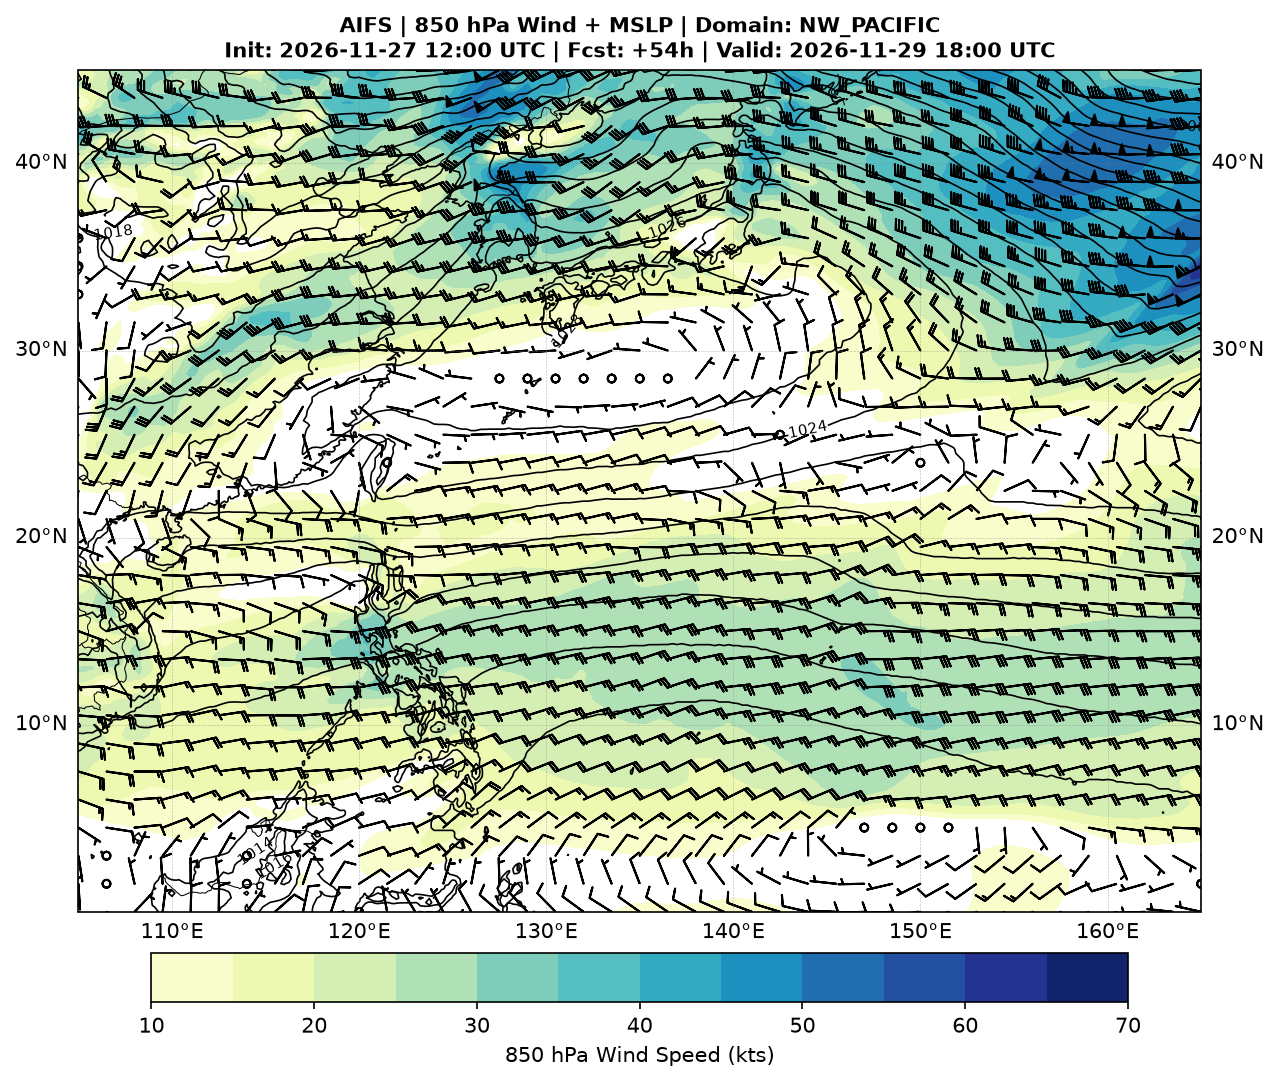 AIFS | 850 hPa Wind + MSLP | Domain: NW_PACIFIC
Init: 2026-11-27 12:00 UTC | Fcst: +54h | Valid: 2026-11-29 18:00 UTC
40°N
40°N
1018
1026
30°N
30°N
1024
20°N
20°N
10°N
10°N
1014
110°E
120°E
130°E
140°E
150°E
160°E
10
20
30
40
50
60
70
850 hPa Wind Speed (kts)